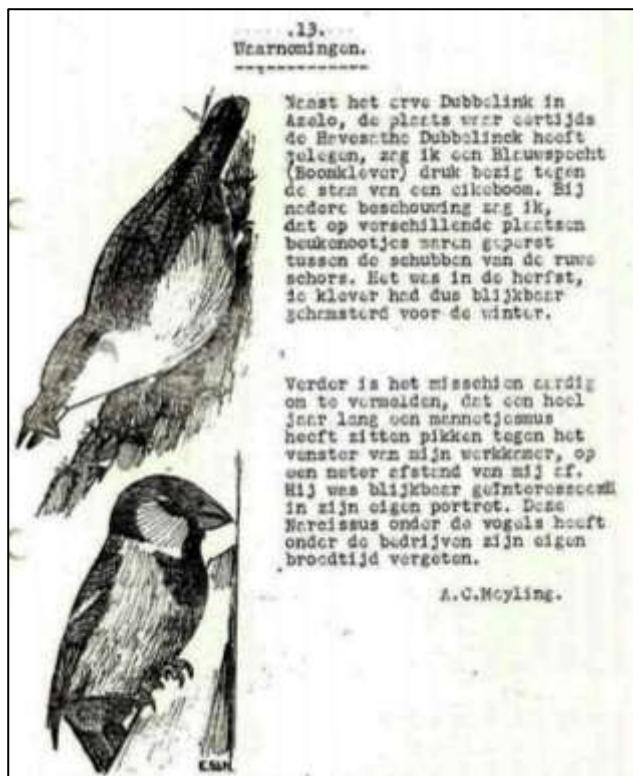 .13.
Waarnemingen.
Naast het erve Dubbelink in
Azelo, de plaats waar eertijds
de Havesathe Dubbelinck heeft
gelegen, zag ik een Blauwspecht
(Boomklever) druk bezig tegen
de stam van een eikeboom. Bij
nadere beschouwing zag ik,
dat op verschillende plaatsen
beukenootjes waren geperst
tussen de schubben van de ruwe
schors. Het was in de herfst,
de klever had dus blijkbaar
gehamsterd voor de winter.
Verder is het misschien aardig
om te vermelden, dat een heel
jaar lang een mannetjesmus
heeft zitten pikken tegen het
venster van mijn werkkamer, op
een meter afstand van mij af.
Hij was blijkbaar geïnteresseerd
in zijn eigen portret. Deze
Narcissus onder de vogels heeft
onder de bedrijven zijn eigen
broedtijd vergeten.
A.C.Meyling.